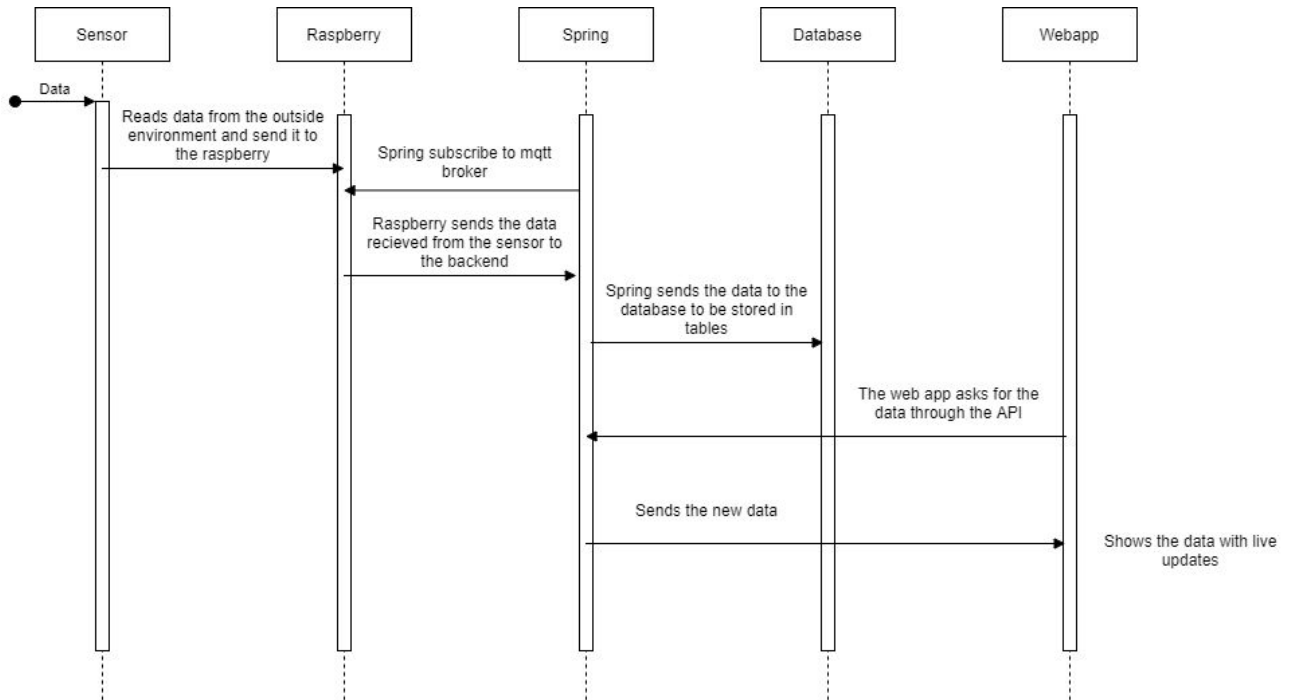 Sensor
Raspberry
Spring
Database
Webapp
Data
Reads data from the outside
environment and send it to
the raspberry
Spring subscribe to mqtt
broker
Raspberry sends the data
recieved from the sensor to
the backend
Spring sends the data to the
database to be stored in
tables
The web app asks for the
data through the API
Sends the new data
Shows the data with live
updates